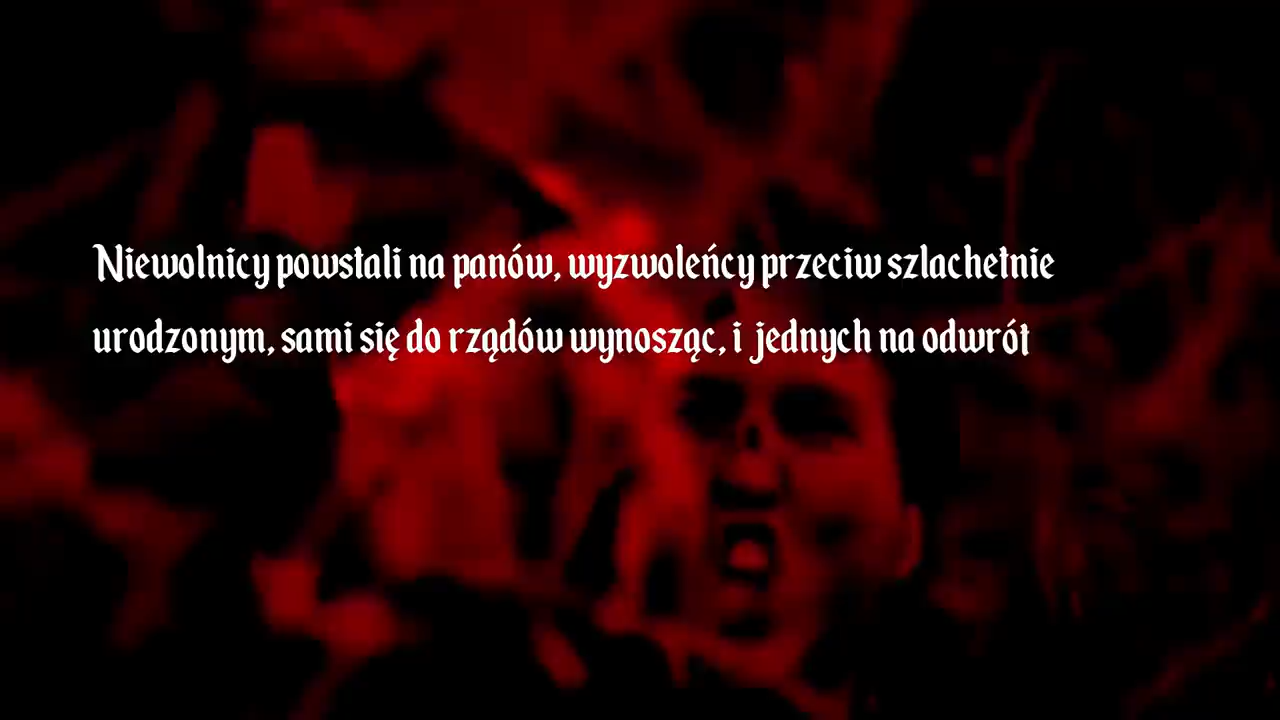 Niewolnicy powstali na panów, wyzwoleńcy przeciw szlachetnie
urodzonym, sami się do rządów wynosząc, i jednych na odwrót